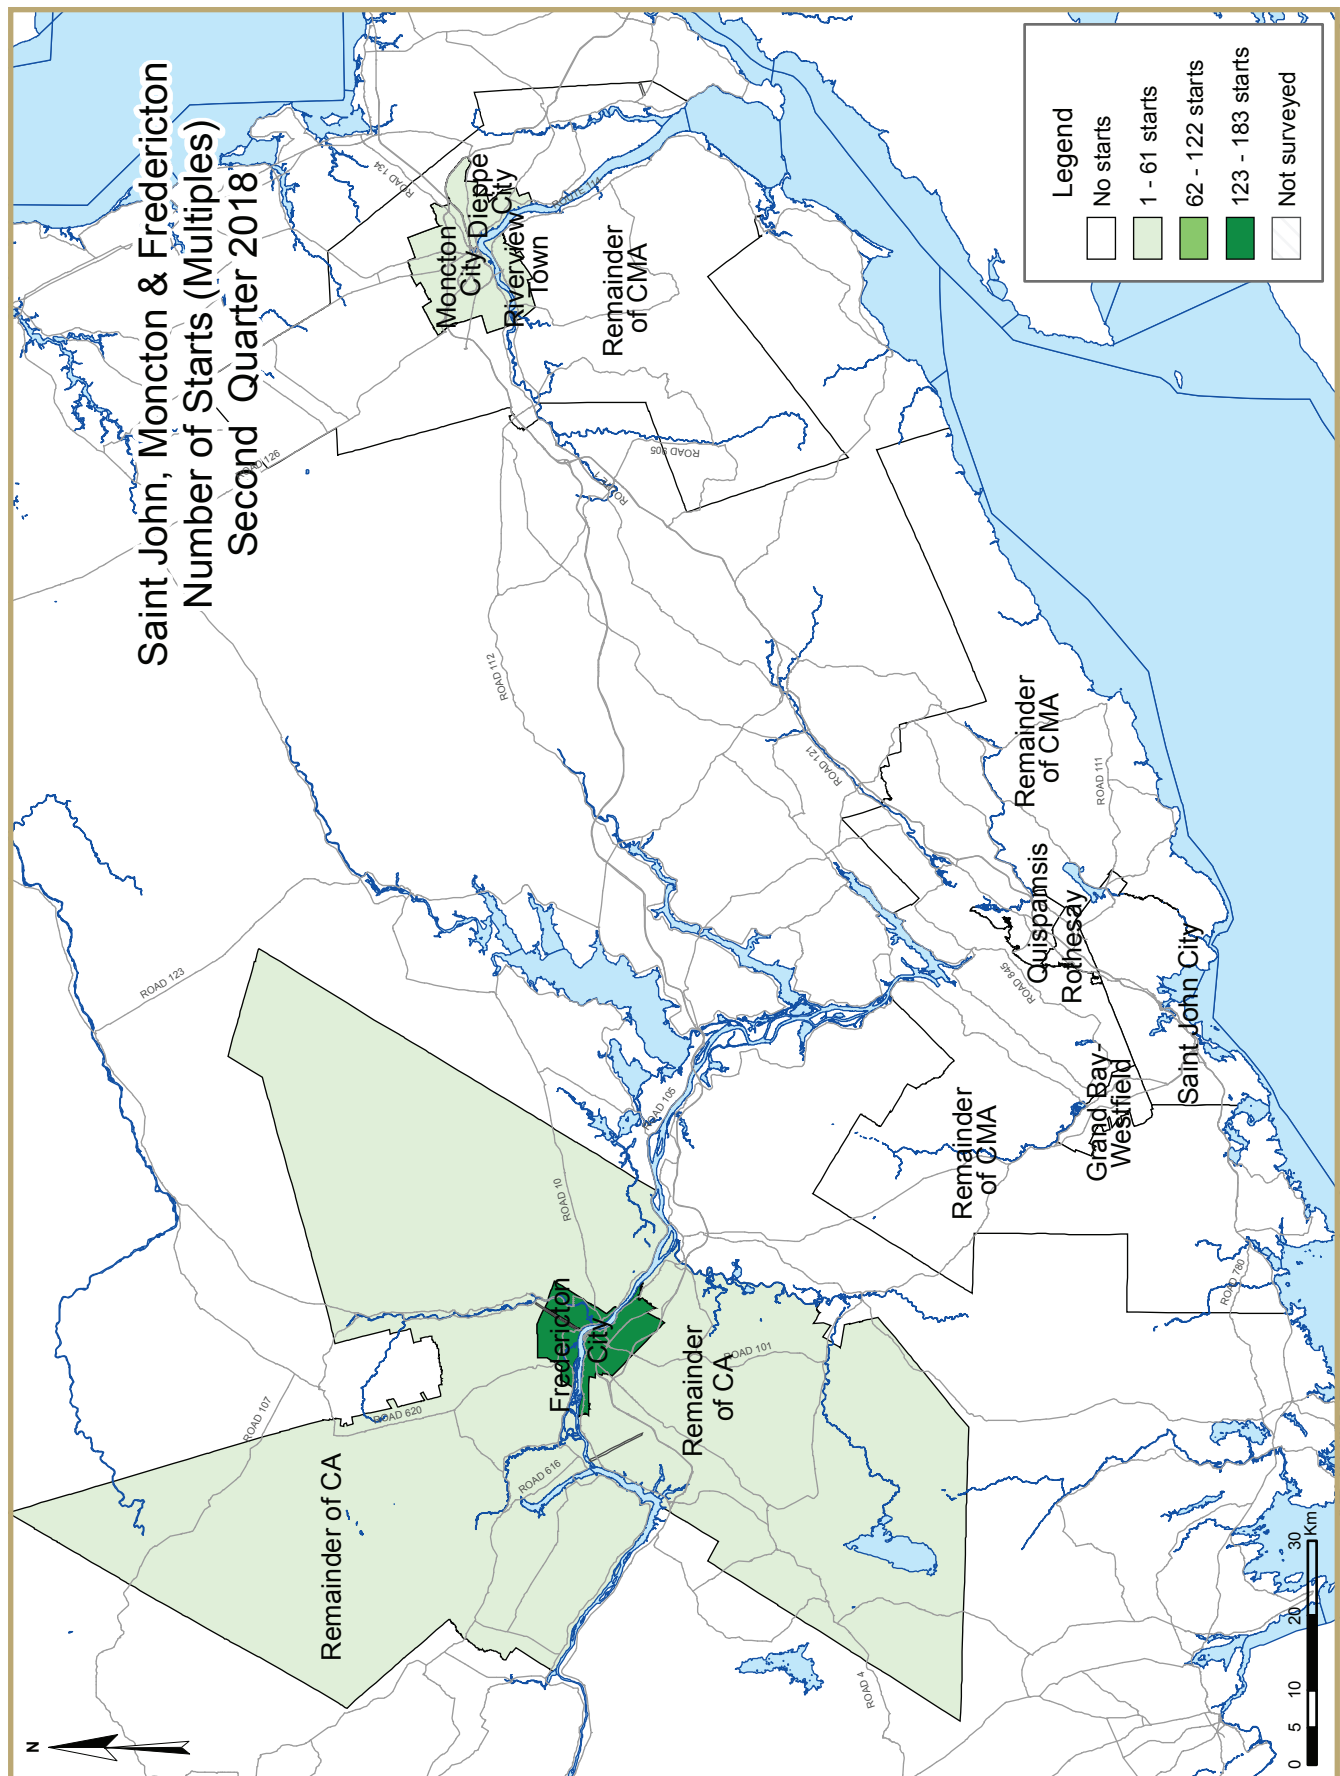 Saint John, Moncton & Fredericton
Number of Starts (Multiples)
Second Quarter 2018
N
Legend
No starts
1 - 61 starts
62 - 122 starts
123 - 183 starts
Not surveyed
Remainder of CA
Fredericton
City
Remainder
of CA
Moncton
City
Dieppe
City
Riverview
Town
Remainder
of CMA
Remainder
of CMA
Quispamsis
Rothesay
Saint John City
Grand Bay-
Westfield
Remainder
of CMA
ROAD 134
ROUTE 114
ROAD 126
ROAD 905
ROUTE 1
ROAD 112
ROAD 121
ROAD 111
ROAD 123
ROAD 845
ROAD 105
ROAD 10
ROAD 107
ROAD 620
ROAD 616
ROAD 101
ROAD 780
ROAD 4
0 5 10 20 30
Km